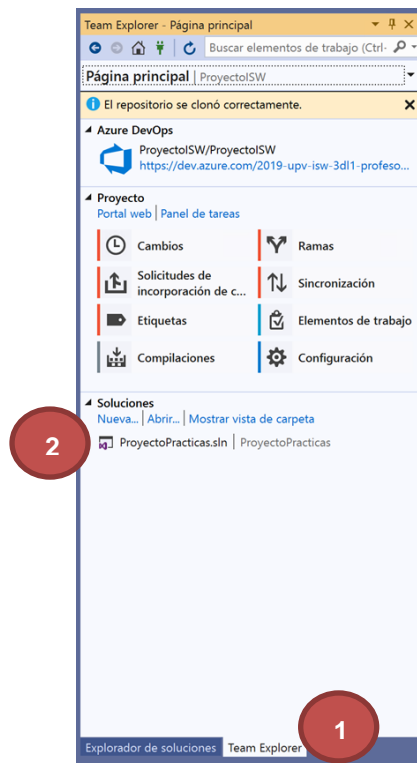 Team Explorer - Página principal
Buscar elementos de trabajo (Ctrl-
Página principal | ProyectoISW
El repositorio se clonó correctamente.
Azure DevOps
ProyectoISW/ProyectoISW
https://dev.azure.com/2019-upv-isw-3dl1-profeso...
Proyecto
Portal web | Panel de tareas
Cambios
Ramas
Solicitudes de
incorporación de c...
Sincronización
Etiquetas
Elementos de trabajo
Compilaciones
Configuración
Soluciones
Nueva... | Abrir... | Mostrar vista de carpeta
2
ProyectoPracticas.sln | ProyectoPracticas
1
Explorador de soluciones
Team Explorer